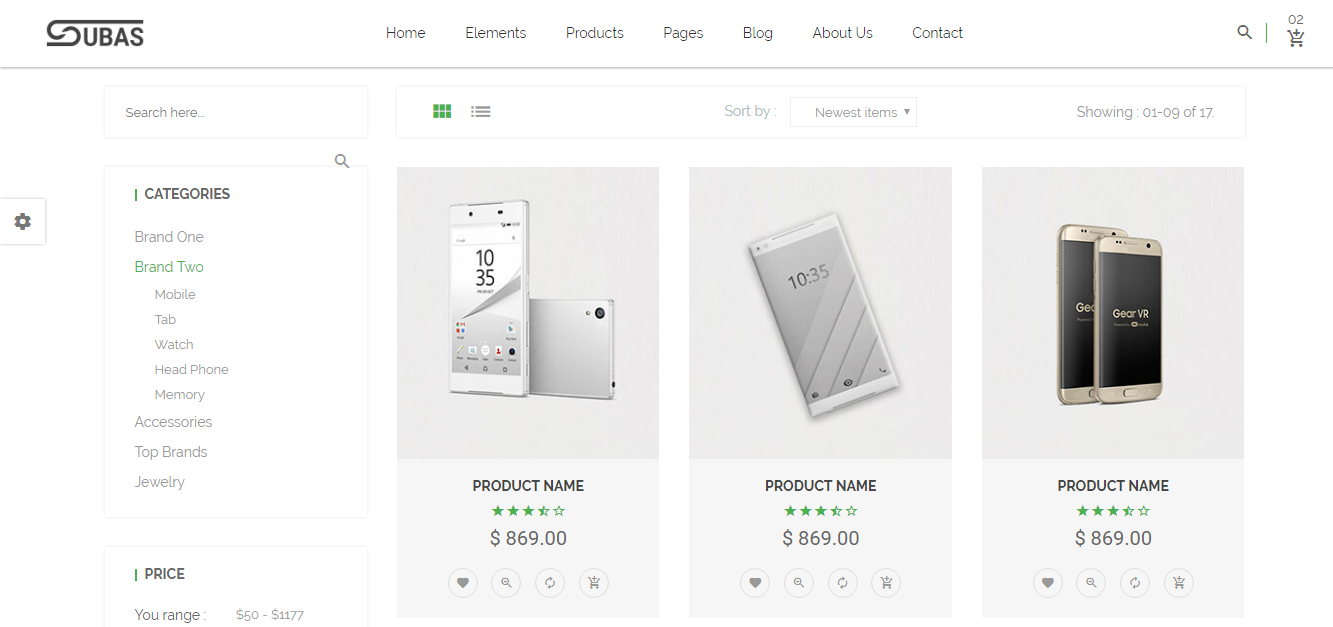 SUBAS
Home Elements Products Pages Blog About Us Contact
02
Search here...
Sort by : Newest items
Showing : 01-09 of 17.
CATEGORIES
Brand One
Brand Two
Mobile
Tab
Watch
Head Phone
Memory
Accessories
Top Brands
Jewelry
PRICE
You range : $50 - $1177
10
35
PRODUCT NAME
$ 869.00
10:35
PRODUCT NAME
$ 869.00
Gear VR
PRODUCT NAME
$ 869.00